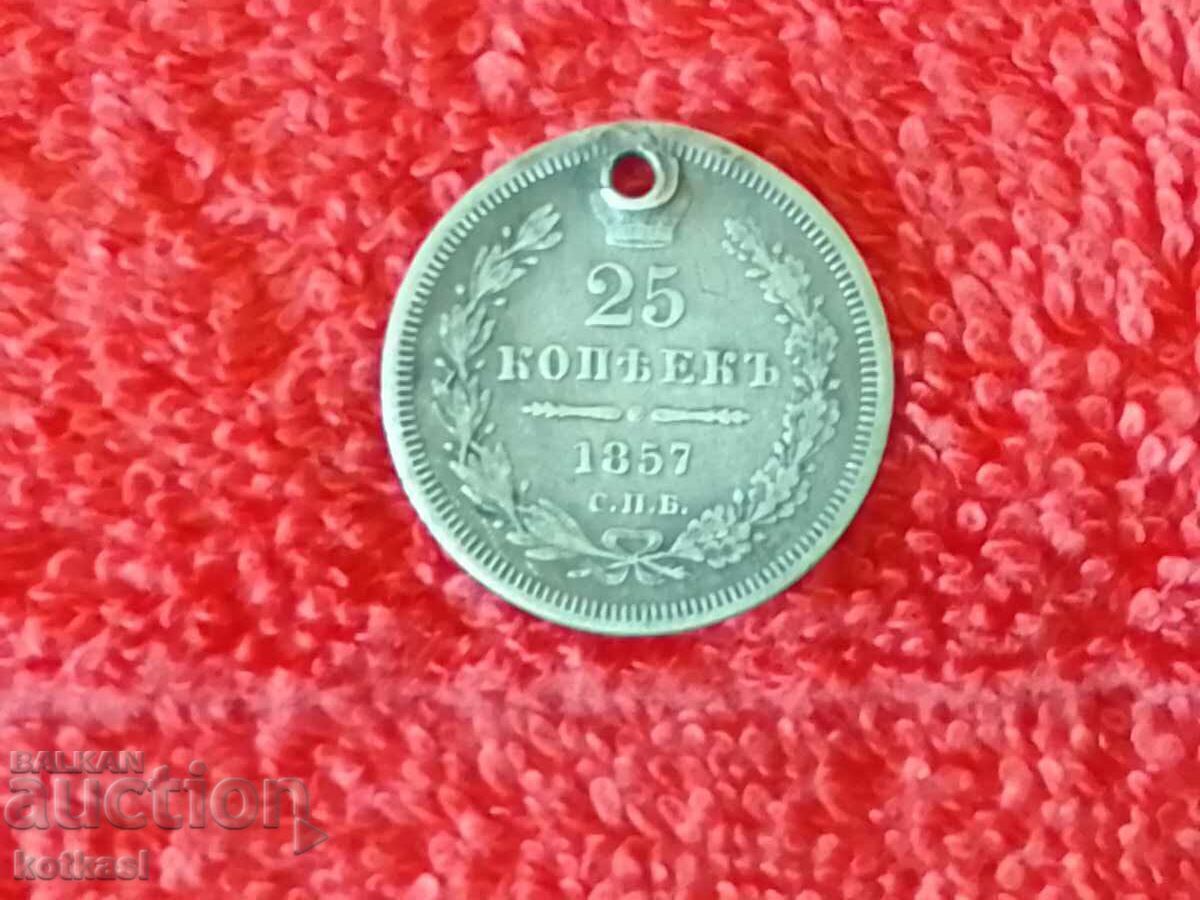 25
КОПѢЕКЪ
1857
С.П.Б.
BALKAN
auction
kotkasl